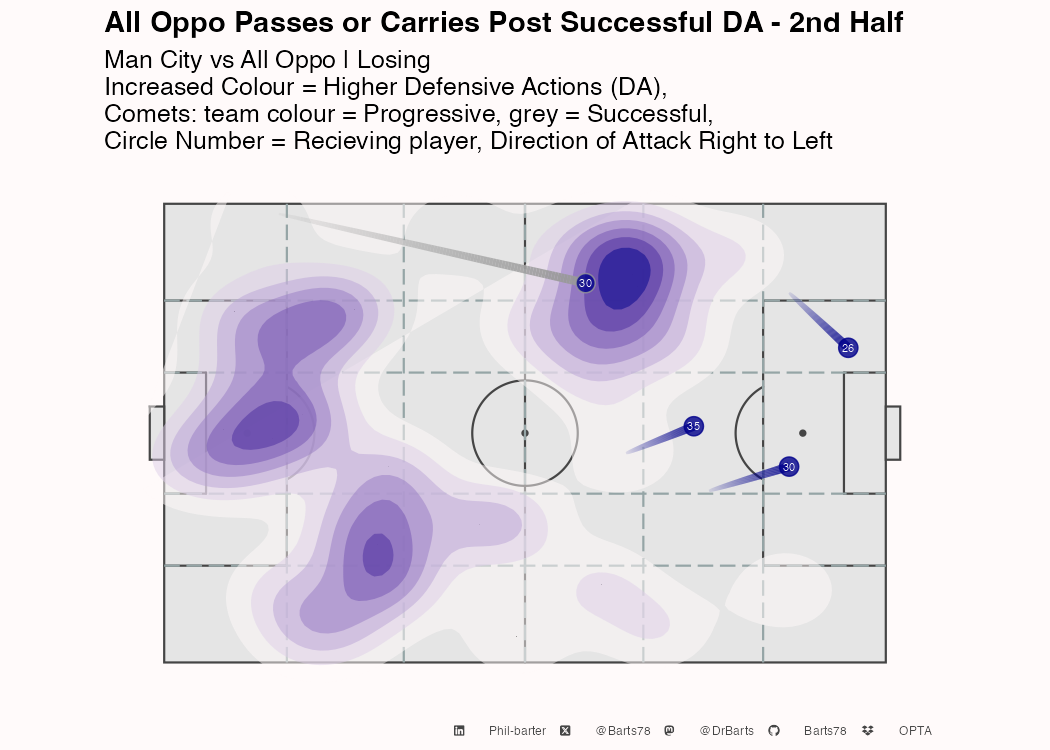 All Oppo Passes or Carries Post Successful DA - 2nd Half
Man City vs All Oppo | Losing
Increased Colour = Higher Defensive Actions (DA),
Comets: team colour = Progressive, grey = Successful,
Circle Number = Recieving player, Direction of Attack Right to Left
30
26
35
30
Phil-barter @Barts78 @DrBarts Barts78 OPTA